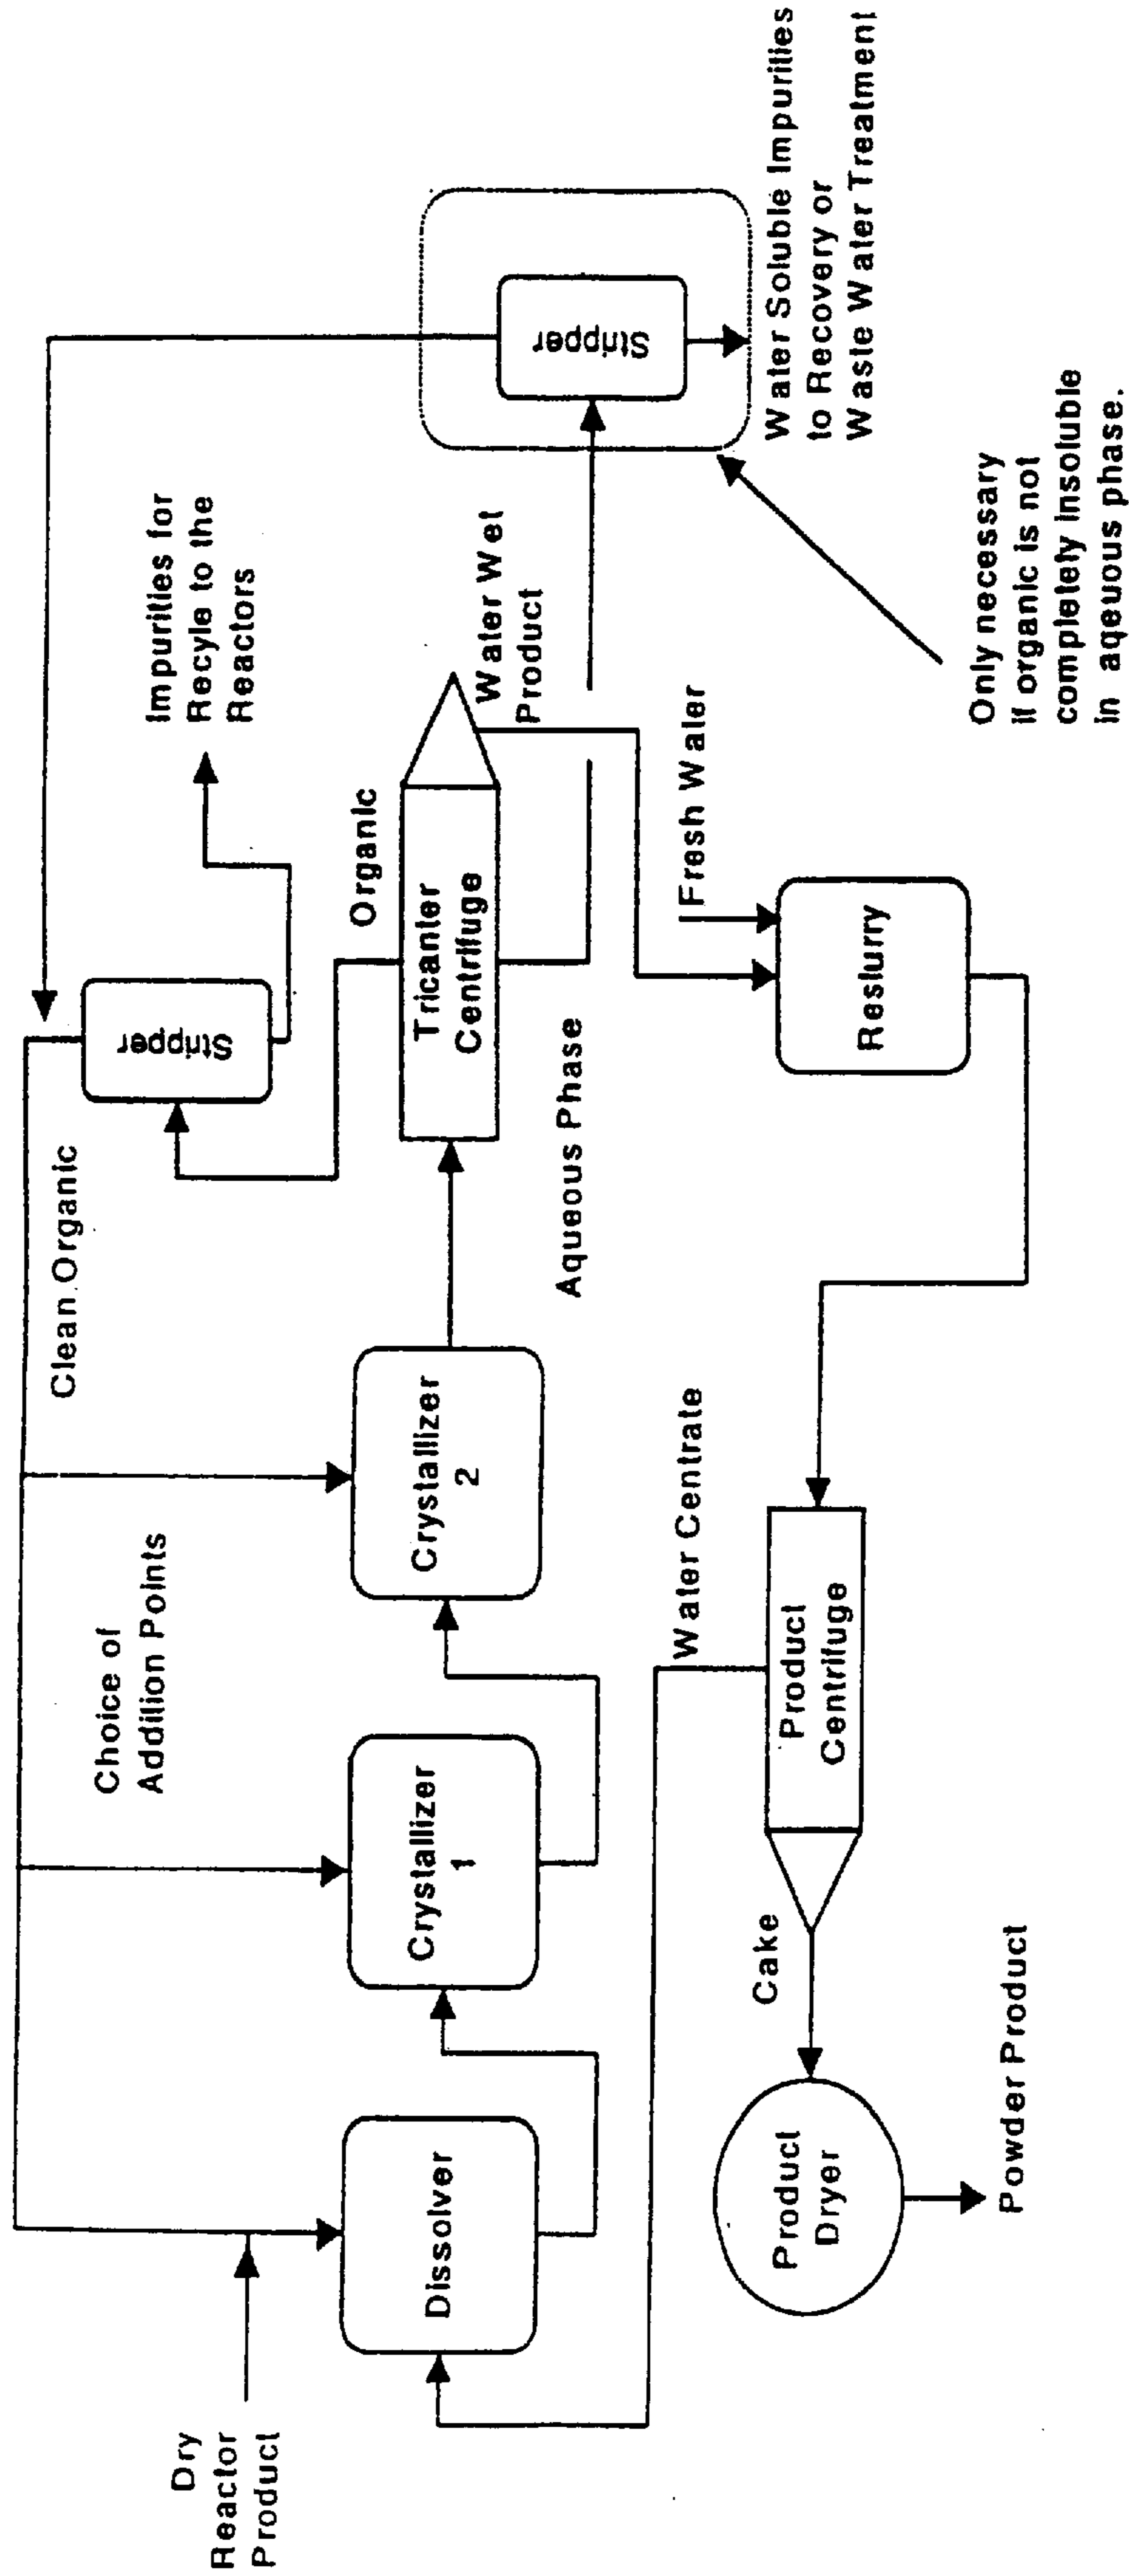 Dry
Reactor
Product
Choice of
Addition Points
Clean Organic
Stripper
Impurities for
Recyle to the
Reactors
Dissolver
Crystallizer
1
Crystallizer
2
Organic
Tricanter
Centrifuge
Aqueous Phase
Water Wet
Product
Stripper
Water Soluble Impurities
to Recovery or
Waste Water Treatment
Only necessary
if organic is not
completely insoluble
in aqeuous phase.
Fresh Water
Reslurry
Water Centrate
Product
Centrifuge
Cake
Product
Dryer
Powder Product